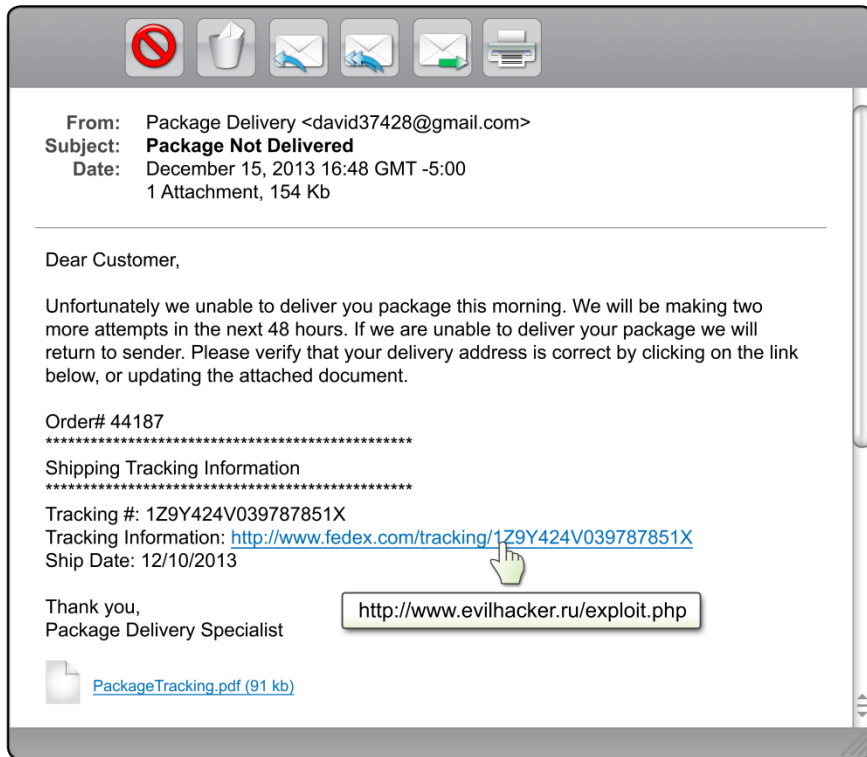 From: Package Delivery <david37428@gmail.com>
Subject: Package Not Delivered
Date: December 15, 2013 16:48 GMT -5:00
1 Attachment, 154 Kb
Dear Customer,
Unfortunately we unable to deliver you package this morning. We will be making two
more attempts in the next 48 hours. If we are unable to deliver your package we will
return to sender. Please verify that your delivery address is correct by clicking on the link
below, or updating the attached document.
Order# 44187
*************************************************
Shipping Tracking Information
*************************************************
Tracking #: 1Z9Y424V039787851X
Tracking Information: http://www.fedex.com/tracking/1Z9Y424V039787851X
Ship Date: 12/10/2013
http://www.evilhacker.ru/exploit.php
Thank you,
Package Delivery Specialist
PackageTracking.pdf (91 kb)